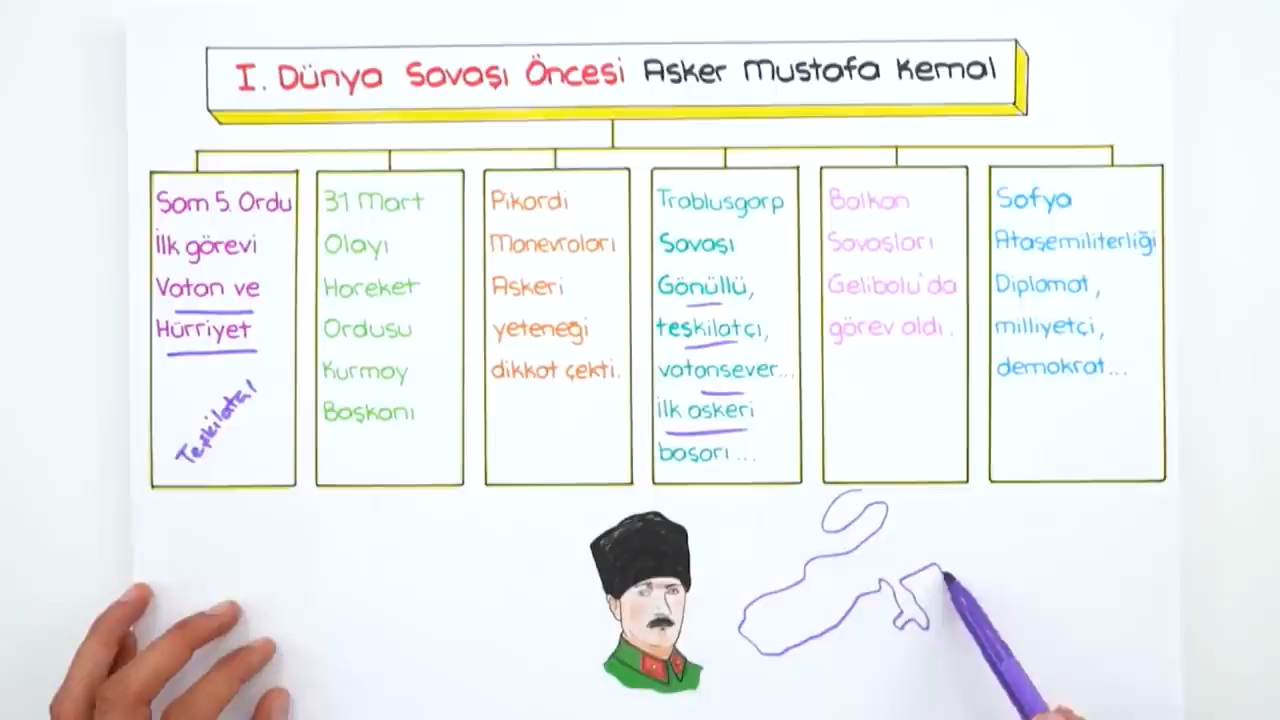 I. Dünya Savaşı Öncesi Asker Mustafa Kemal
Şam 5. Ordu
İlk görevi
Vatan ve
Hürriyet
Teşkilatçı
31 Mart
Olayı
Hareket
Ordusu
Kurmay
Başkanı
Pikardi
Manevraları
Askeri
yeteneği
dikkat çekti.
Trablusgarp
Savaşı
Gönüllü,
teşkilatçı,
vatansever...
İlk askeri
başarı...
Balkan
Savaşları
Gelibolu'da
görev aldı.
Sofya
Ataşemiliterliği
Diplomat,
milliyetçi,
demokrat...